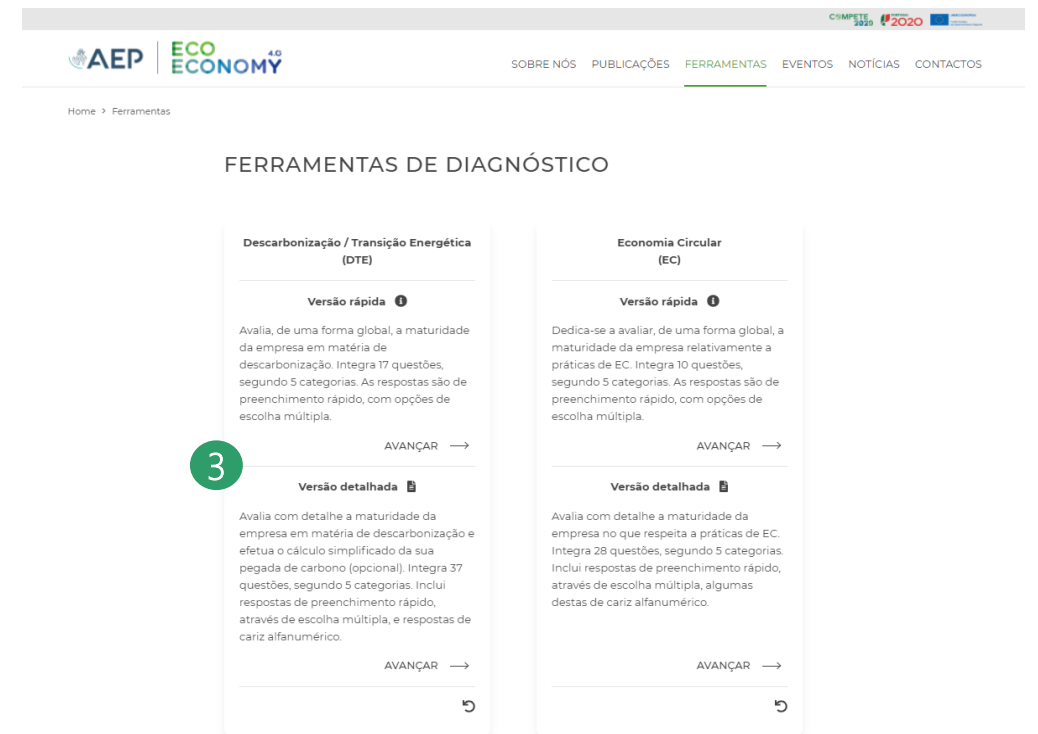 COMPETE 2020
2020
AEP
ECO
ECONOMY 4.0
SOBRE NÓS PUBLICAÇÕES FERRAMENTAS EVENTOS NOTÍCIAS CONTACTOS
Home > Ferramentas
FERRAMENTAS DE DIAGNÓSTICO
Descarbonização / Transição Energética
(DTE)
Versão rápida
Avalia, de uma forma global, a maturidade
da empresa em matéria de
descarbonização. Integra 17 questões,
segundo 5 categorias. As respostas são de
preenchimento rápido, com opções de
escolha múltipla.
AVANÇAR
3
Versão detalhada
Avalia com detalhe a maturidade da
empresa em matéria de descarbonização e
efetua o cálculo simplificado da sua
pegada de carbono (opcional). Integra 37
questões, segundo 5 categorias. Inclui
respostas de preenchimento rápido,
através de escolha múltipla, e respostas de
cariz alfanumérico.
AVANÇAR
Economia Circular
(EC)
Versão rápida
Dedica-se a avaliar, de uma forma global, a
maturidade da empresa relativamente a
práticas de EC. Integra 10 questões,
segundo 5 categorias. As respostas são de
preenchimento rápido, com opções de
escolha múltipla.
AVANÇAR
Versão detalhada
Avalia com detalhe a maturidade da
empresa no que respeita a práticas de EC.
Integra 28 questões, segundo 5 categorias.
Inclui respostas de preenchimento rápido,
através de escolha múltipla, algumas
destas de cariz alfanumérico.
AVANÇAR